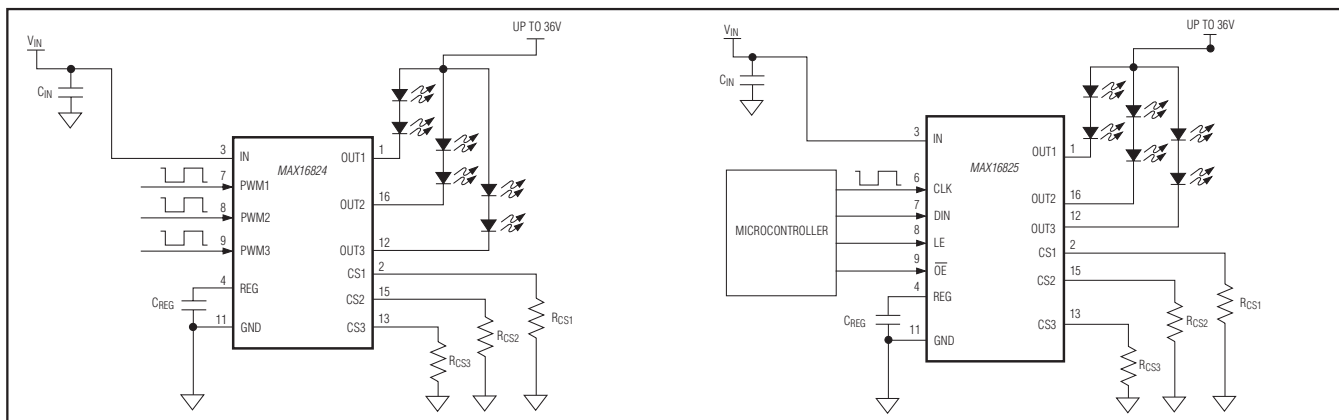 VIN
UP TO 36V
CIN
3
IN
MAX16824
OUT1
1
7
PWM1
8
PWM2
OUT2
16
9
PWM3
OUT3
12
CS1
2
4
REG
CS2
15
CREG
11
GND
CS3
13
RCS3
RCS2
RCS1
VIN
UP TO 36V
CIN
3
IN
MAX16825
OUT1
1
MICROCONTROLLER
6
CLK
OUT2
16
7
DIN
OUT3
12
8
LE
CS1
2
9
OE
CS2
15
4
REG
CREG
CS3
13
11
GND
RCS3
RCS2
RCS1